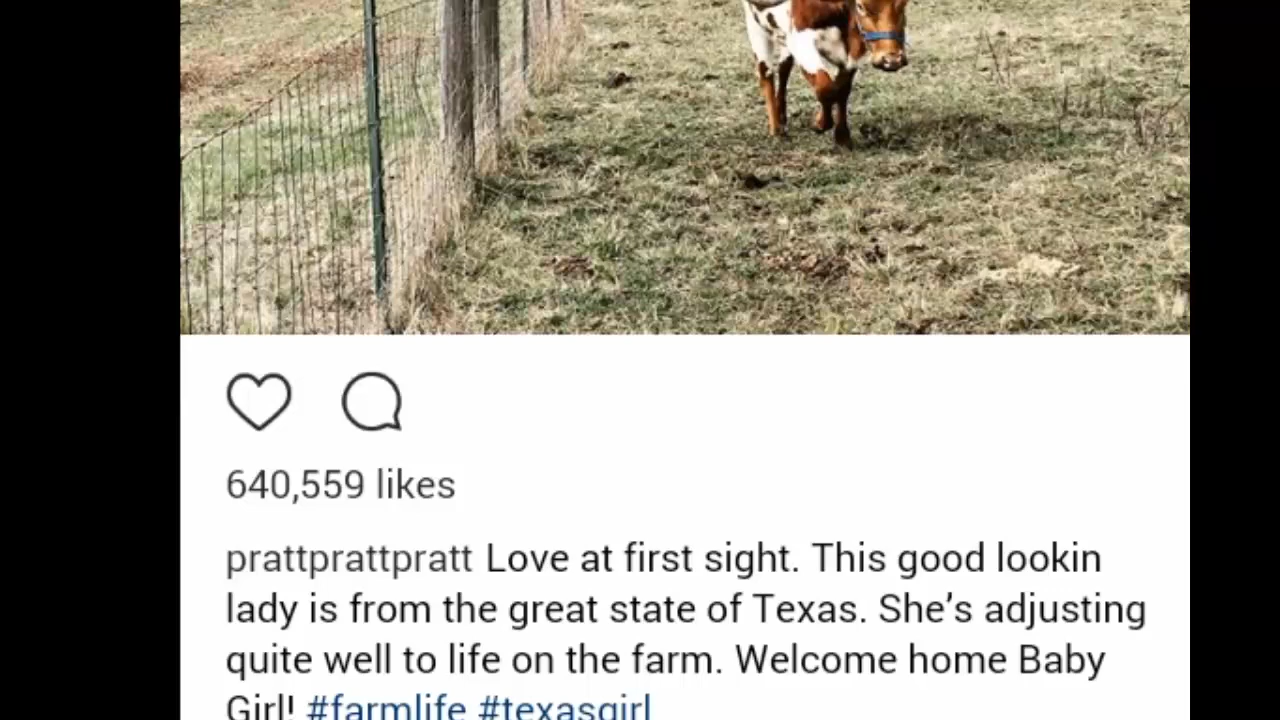 640,559 likes
prattprattpratt Love at first sight. This good lookin
lady is from the great state of Texas. She's adjusting
quite well to life on the farm. Welcome home Baby
Girl! #farmlife #texasgirl